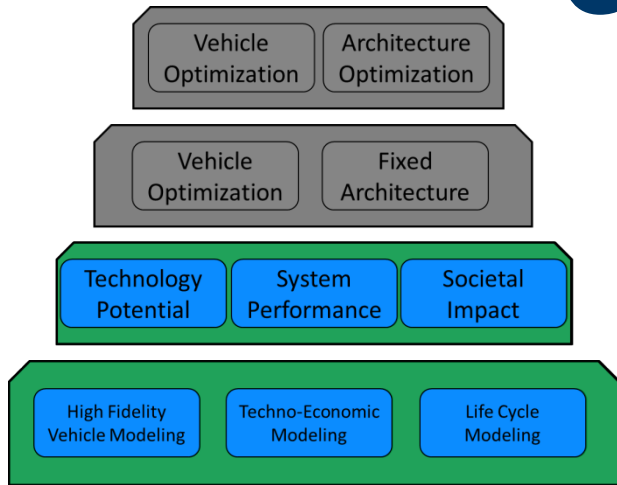 Vehicle
Optimization
Architecture
Optimization
Vehicle
Optimization
Fixed
Architecture
Technology
Potential
System
Performance
Societal
Impact
High Fidelity
Vehicle Modeling
Techno-Economic
Modeling
Life Cycle
Modeling